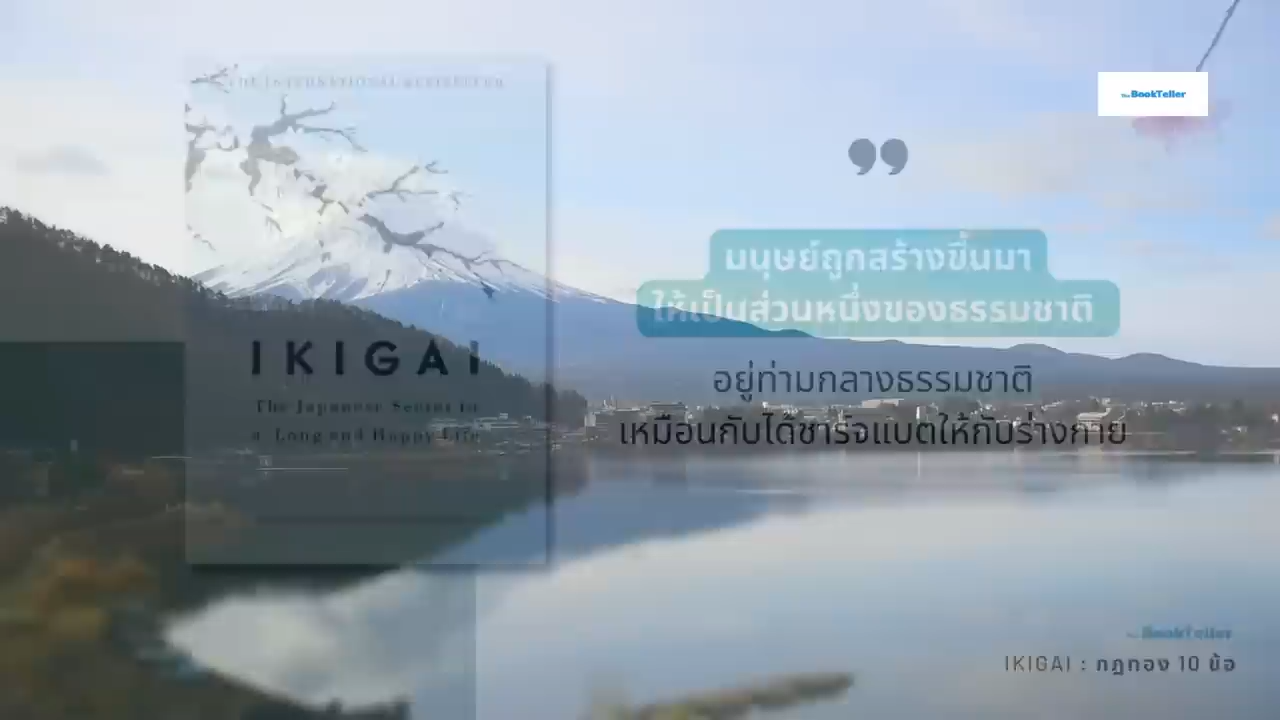 THE INTERNATIONAL BESTSELLER
The BookTeller
มนุษย์ถูกสร้างขึ้นมา
ให้เป็นส่วนหนึ่งของธรรมชาติ
IKIGAI
อยู่ท่ามกลางธรรมชาติ
The Japanese Secret to
a Long and Happy Life
เหมือนกับได้ชาร์จแบตให้กับร่างกาย
The BookTeller
IKIGAI : กฎทอง 10 ข้อ